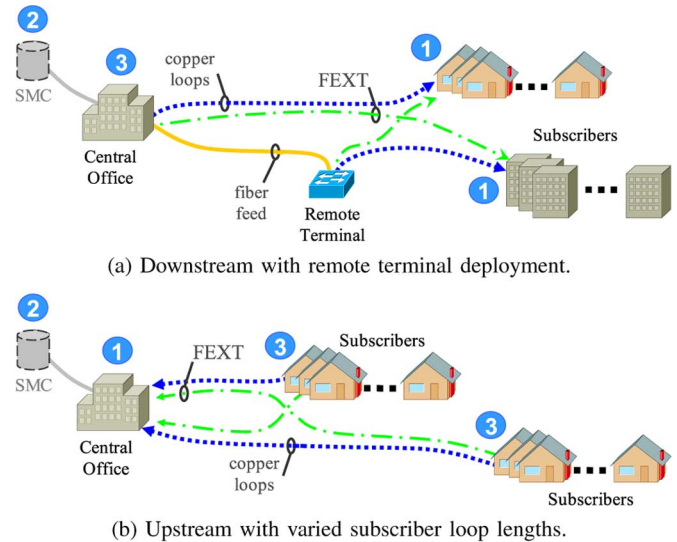 2
SMC
3
Central
Office
copper
loops
FEXT
fiber
feed
Remote
Terminal
1
Subscribers
1
(a) Downstream with remote terminal deployment.
2
SMC
1
Central
Office
FEXT
3
Subscribers
copper
loops
3
Subscribers
(b) Upstream with varied subscriber loop lengths.